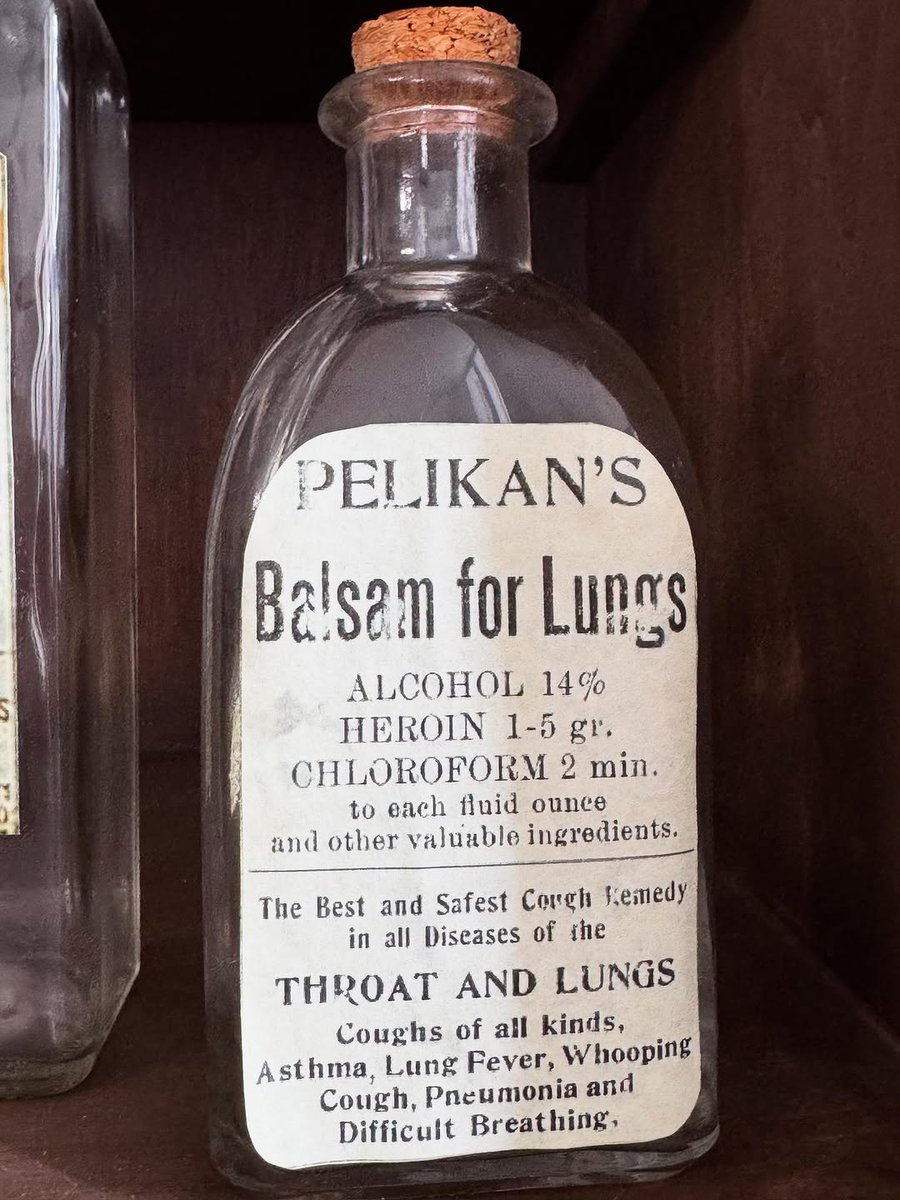 PELIKAN'S
Balsam for Lungs
ALCOHOL 14%
HEROIN 1-5 gr.
CHLOROFORM 2 min.
to each fluid ounce
and other valuable ingredients.
The Best and Safest Cough Remedy
in all Diseases of the
THROAT AND LUNGS
Coughs of all kinds,
Asthma, Lung Fever, Whooping
Cough, Pneumonia and
Difficult Breathing.